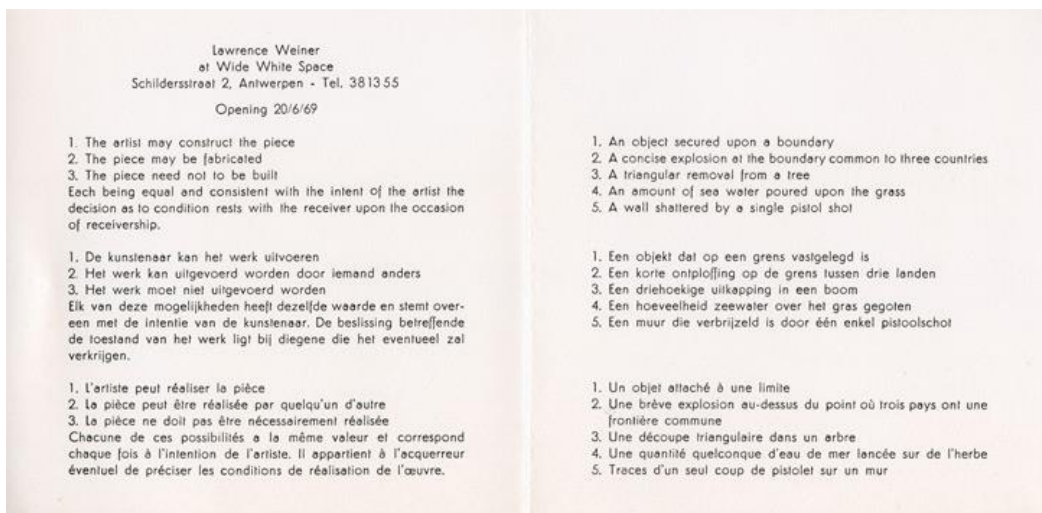 Lawrence Weiner
at Wide White Space
Schildersstraat 2, Antwerpen - Tel. 381355
Opening 20/6/69
1. The artist may construct the piece
2. The piece may be fabricated
3. The piece need not to be built
Each being equal and consistent with the intent of the artist the
decision as to condition rests with the receiver upon the occasion
of receivership.
1. De kunstenaar kan het werk uitvoeren
2. Het werk kan uitgevoerd worden door iemand anders
3. Het werk moet niet uitgevoerd worden
Elk van deze mogelijkheden heeft dezelfde waarde en stemt over-
een met de intentie van de kunstenaar. De beslissing betreffende
de toestand van het werk ligt bij diegene die het eventueel zal
verkrijgen.
1. L'artiste peut réaliser la pièce
2. La pièce peut être réalisée par quelqu'un d'autre
3. La pièce ne doit pas être nécessairement réalisée
Chacune de ces possibilités a la même valeur et correspond
chaque fois à l'intention de l'artiste. Il appartient à l'acquerreur
éventuel de préciser les conditions de réalisation de l'œuvre.
1. An object secured upon a boundary
2. A concise explosion at the boundary common to three countries
3. A triangular removal from a tree
4. An amount of sea water poured upon the grass
5. A wall shattered by a single pistol shot
1. Een objekt dat op een grens vastgelegd is
2. Een korte ontploffing op de grens tussen drie landen
3. Een driehoekige uitkapping in een boom
4. Een hoeveelheid zeewater over het gras gegoten
5. Een muur die verbrijzeld is door één enkel pistoolschot
1. Un objet attaché à une limite
2. Une brève explosion au-dessus du point où trois pays ont une
frontière commune
3. Une découpe triangulaire dans un arbre
4. Une quantité quelconque d'eau de mer lancée sur de l'herbe
5. Traces d'un seul coup de pistolet sur un mur